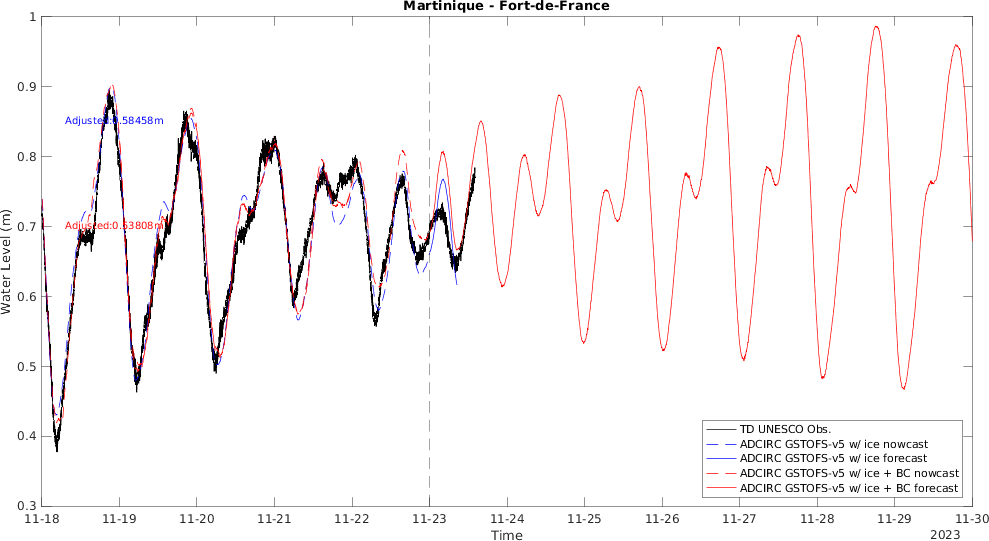 Martinique - Fort-de-France
1
0.9
0.8
0.7
0.6
0.5
0.4
0.3
Water Level (m)
Adjusted:0.58458m
Adjusted:0.63808m
TD UNESCO Obs.
ADCIRC GSTOFS-v5 w/ ice nowcast
ADCIRC GSTOFS-v5 w/ ice forecast
ADCIRC GSTOFS-v5 w/ ice + BC nowcast
ADCIRC GSTOFS-v5 w/ ice + BC forecast
11-18 11-19 11-20 11-21 11-22 11-23 11-24 11-25 11-26 11-27 11-28 11-29 11-30
Time
2023